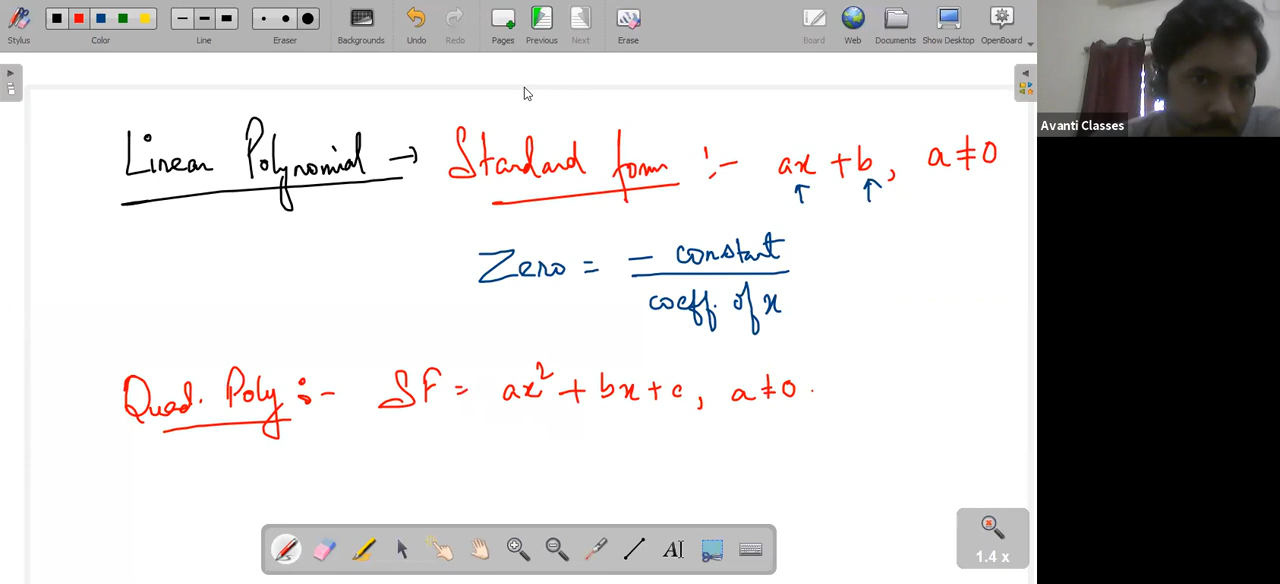 Stylus Color Line Eraser Backgrounds Undo Redo Pages Previous Next Erase Board Web Documents Show Desktop OpenBoard
Avanti Classes
Linear Polynomial → Standard form :- ax + b, a ≠ 0
↑ ↑
Zero = - constant / coeff. of x
Quad. Poly :- SF = ax² + bx + c, a ≠ 0.
1.4 x